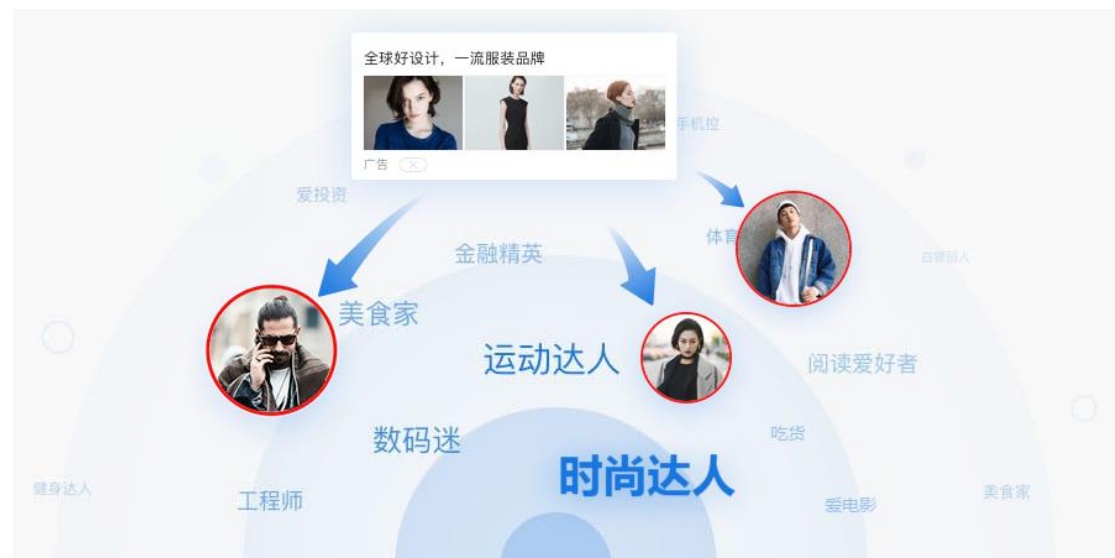 全球好设计，一流服装品牌
广告
手机控
爱投资
体育
金融精英
美食家
运动达人
阅读爱好者
数码迷
吃货
时尚达人
健身达人
工程师
爱电影
美食家